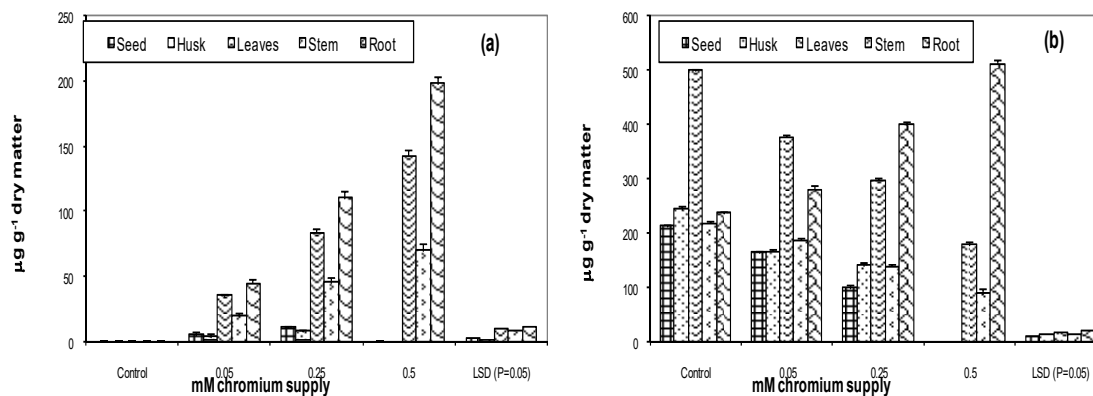 250
200
150
100
50
0
Seed Husk Leaves Stem Root
(a)
µg g⁻¹ dry matter
Control 0.05 0.25 0.5 LSD (P=0.05)
mM chromium supply
600
500
400
300
200
100
0
Seed Husk Leaves Stem Root
(b)
µg g⁻¹ dry matter
Control 0.05 0.25 0.5 LSD (P=0.05)
mM chromium supply